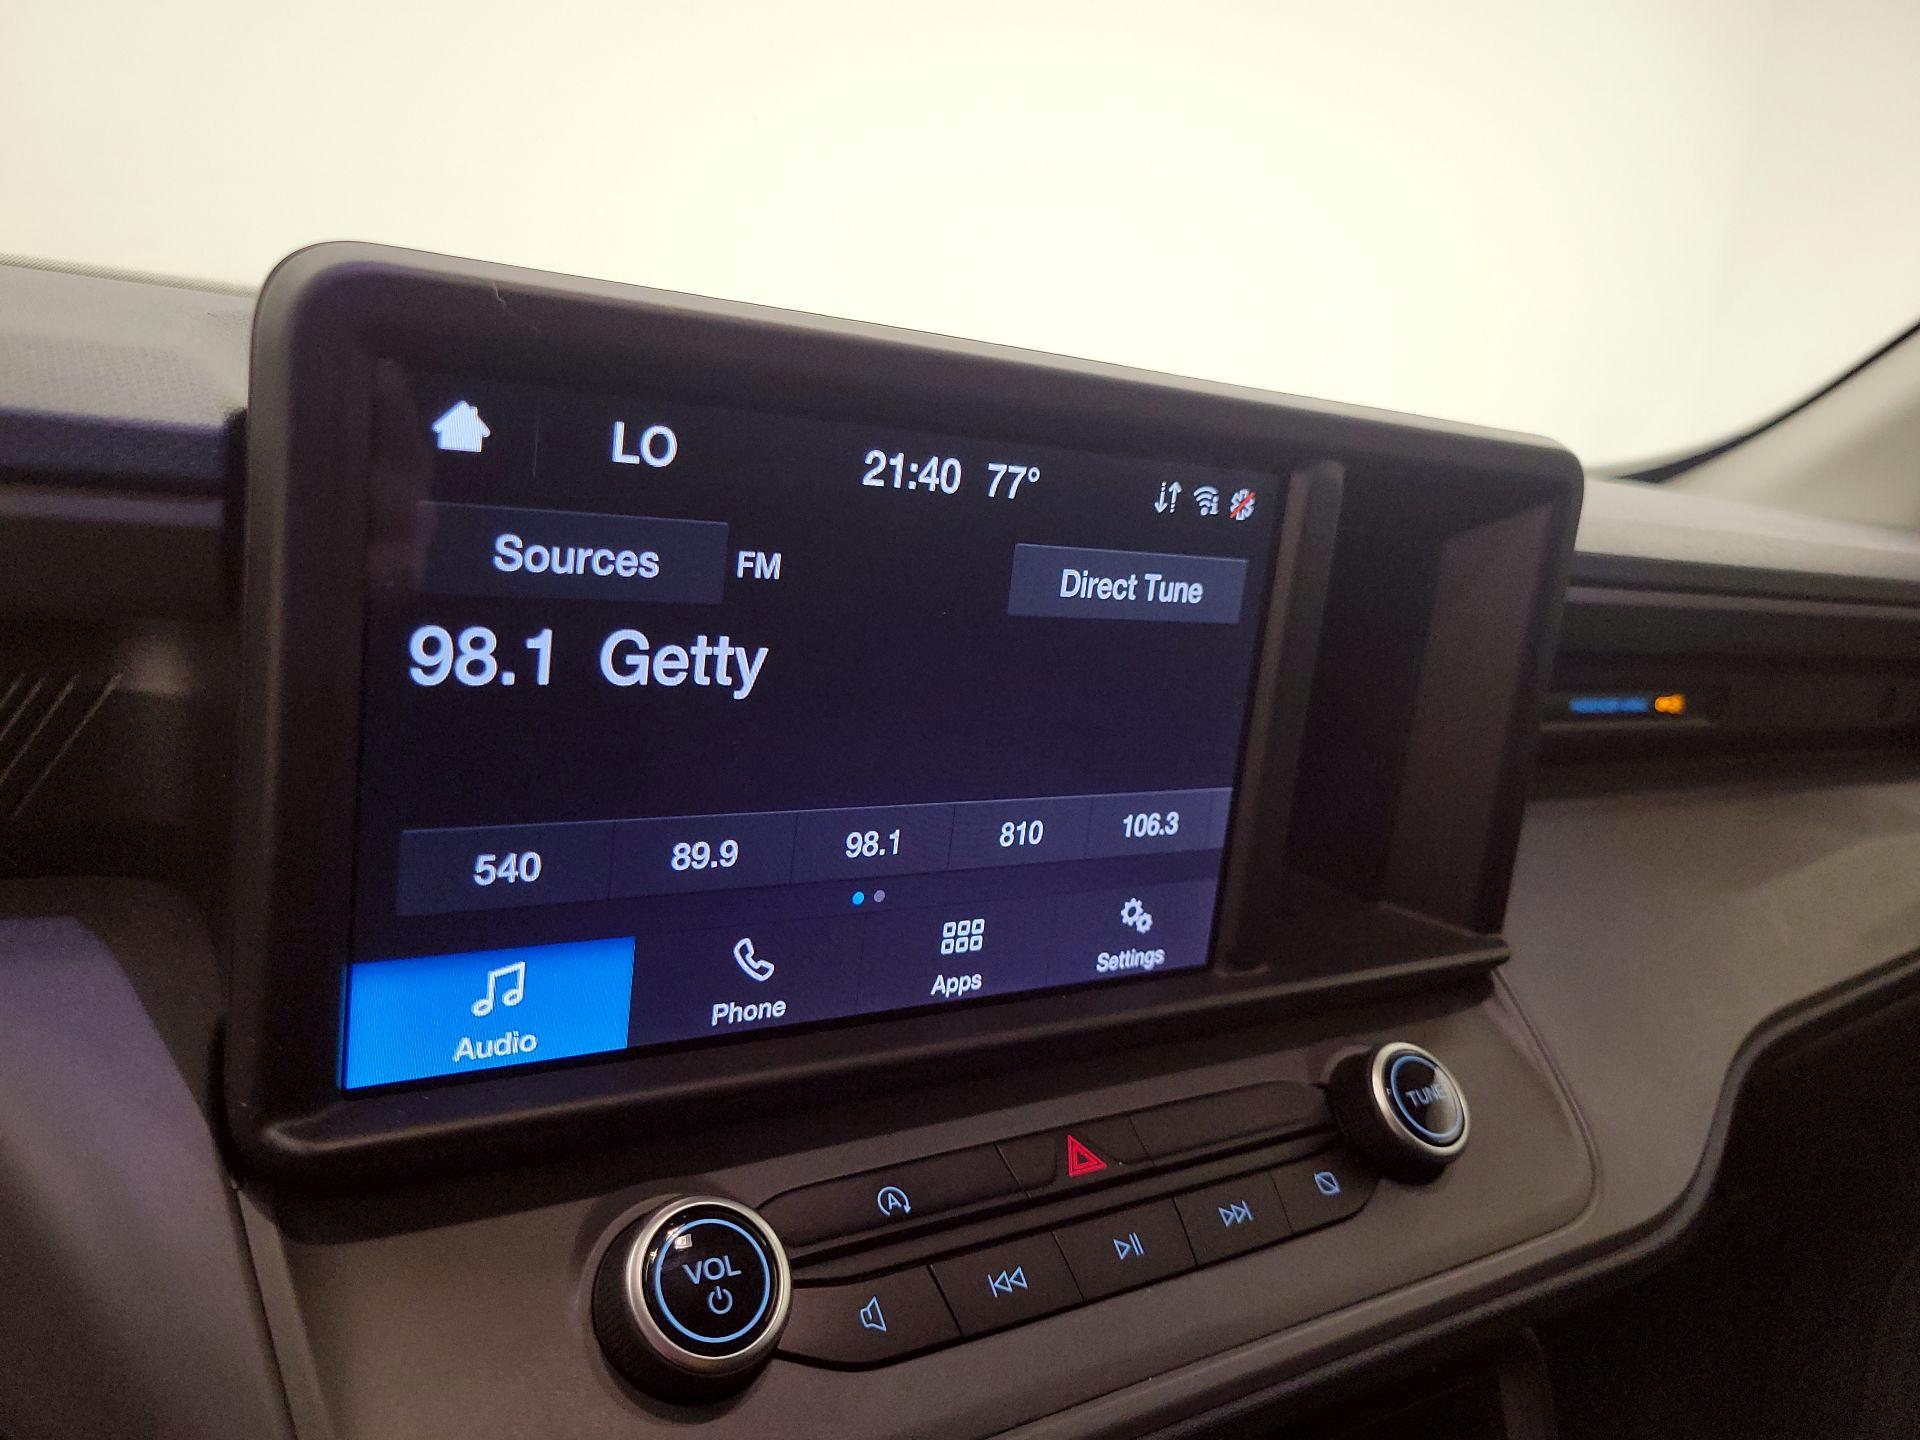 LO 21:40 77°
Sources FM Direct Tune
98.1 Getty
540 89.9 98.1 810 106.3
Audio Phone Apps Settings
TUNE
VOL